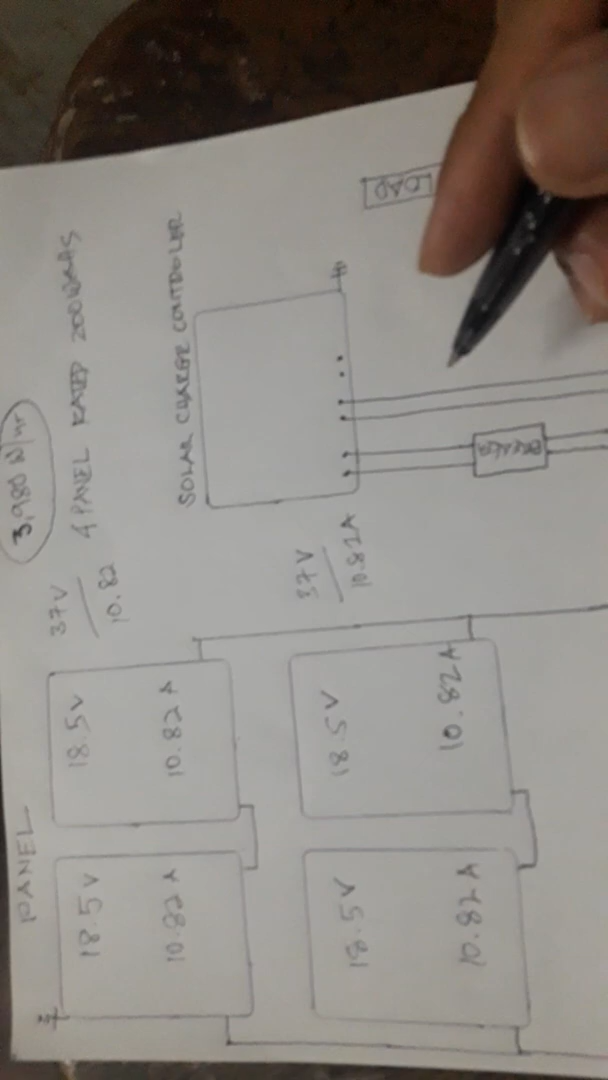 3,980 W/hr
37V
10.82
4 PANEL RATED 200WATTS
SOLAR CHARGE CONTROLLER
37V
10.82A
PANEL
18.5V
10.82A
18.5V
10.82A
18.5V
10.82A
18.5V
10.82A